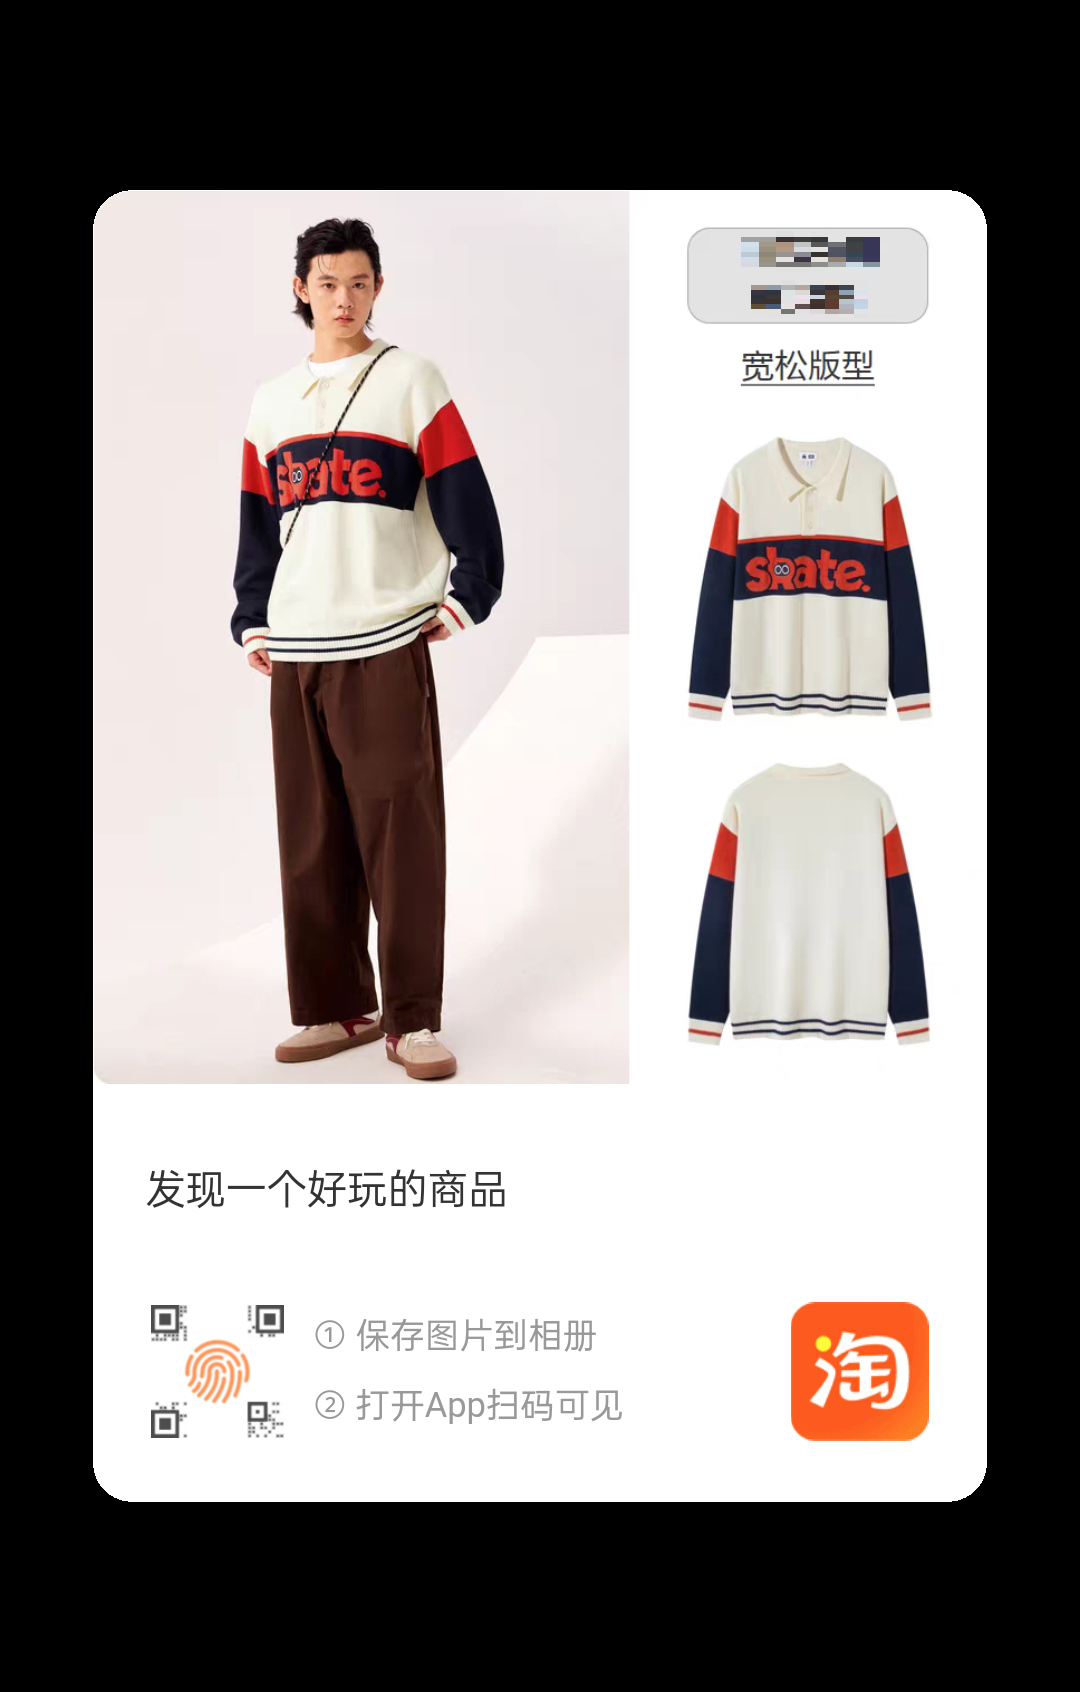 宽松版型
skate.
skate.
发现一个好玩的商品
① 保存图片到相册
② 打开App扫码可见
淘